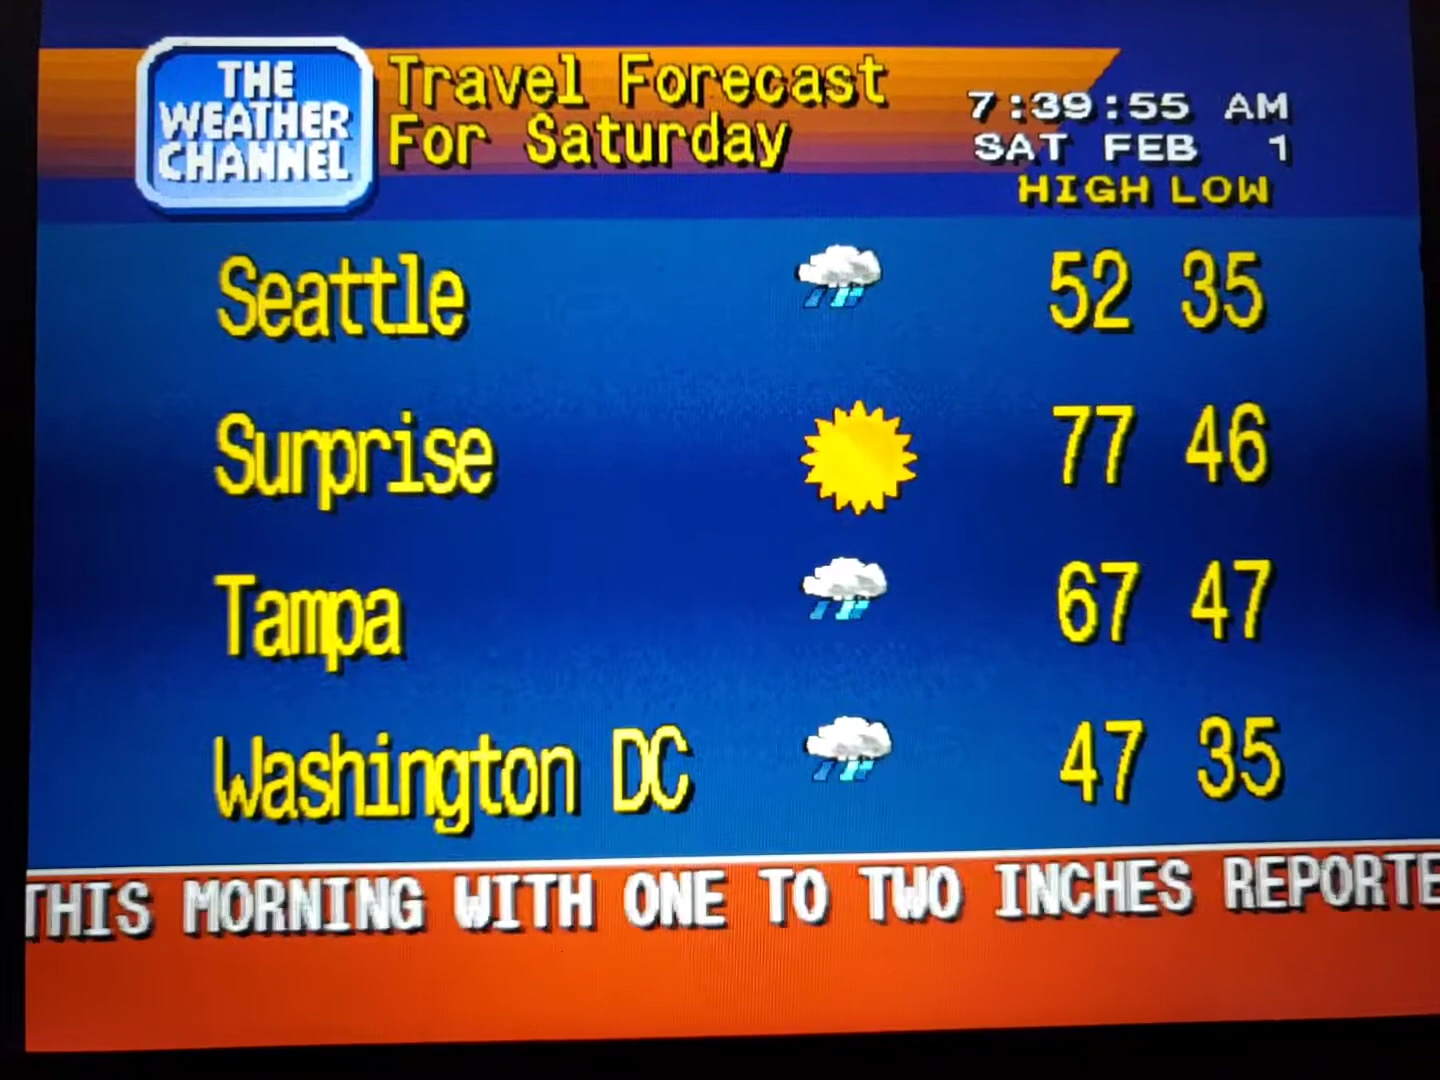 THE
WEATHER
CHANNEL
Travel Forecast
For Saturday
7:39:55 AM
SAT FEB 1
HIGH LOW
Seattle 52 35
Surprise 77 46
Tampa 67 47
Washington DC 47 35
THIS MORNING WITH ONE TO TWO INCHES REPORTE